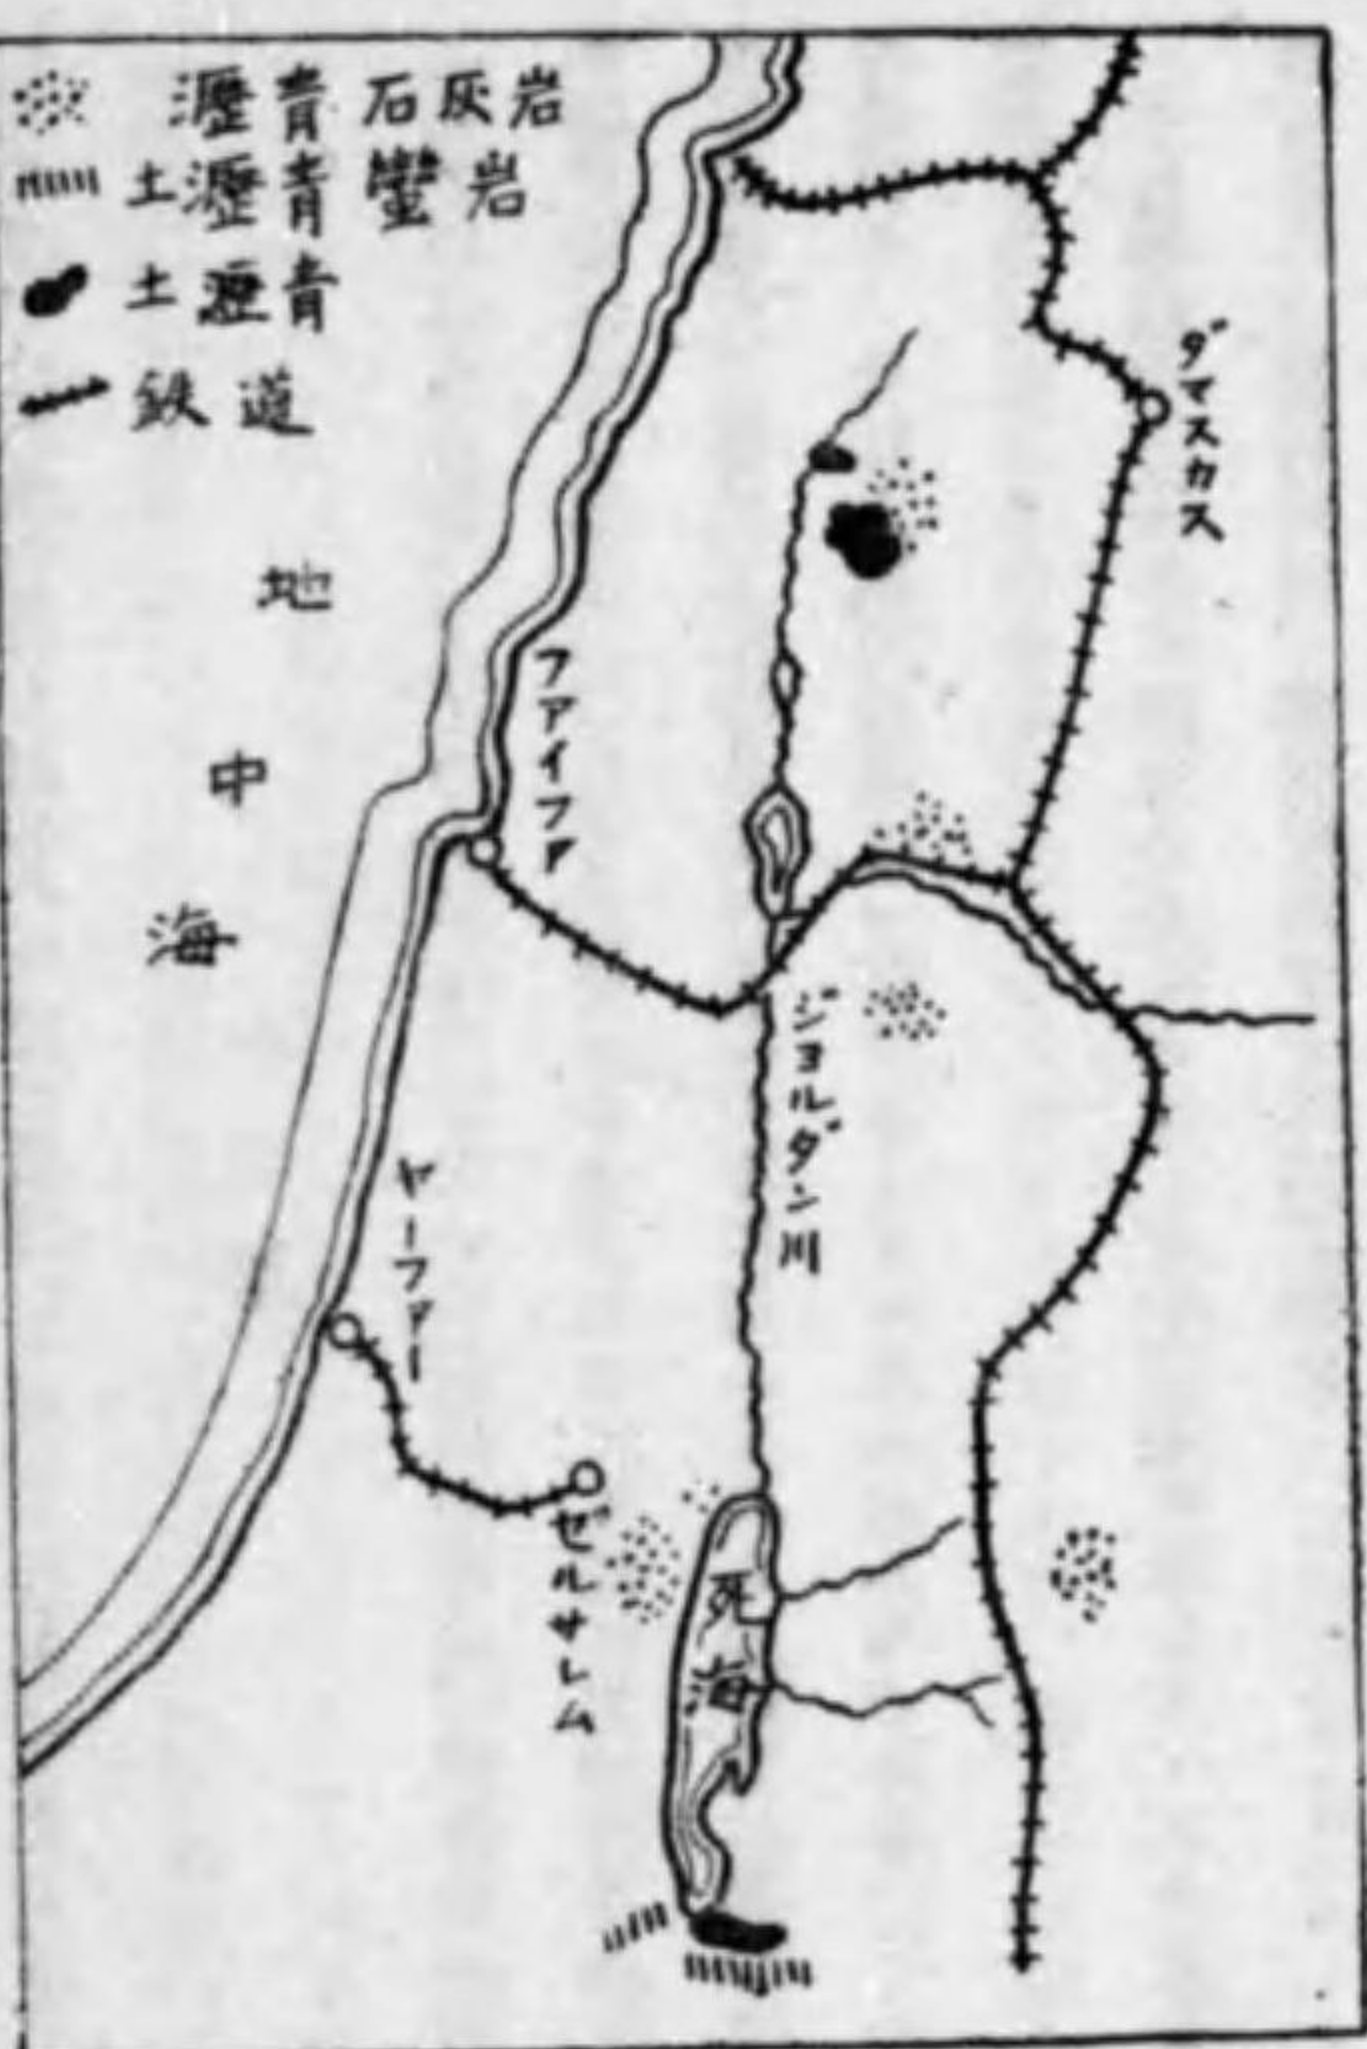 瀝青石灰岩
土瀝青蠻岩
土瀝青
鉄道
地中海
ダマスカス
ファイファ
ジョルダン川
ヤーファー
ゼルサレム
死海